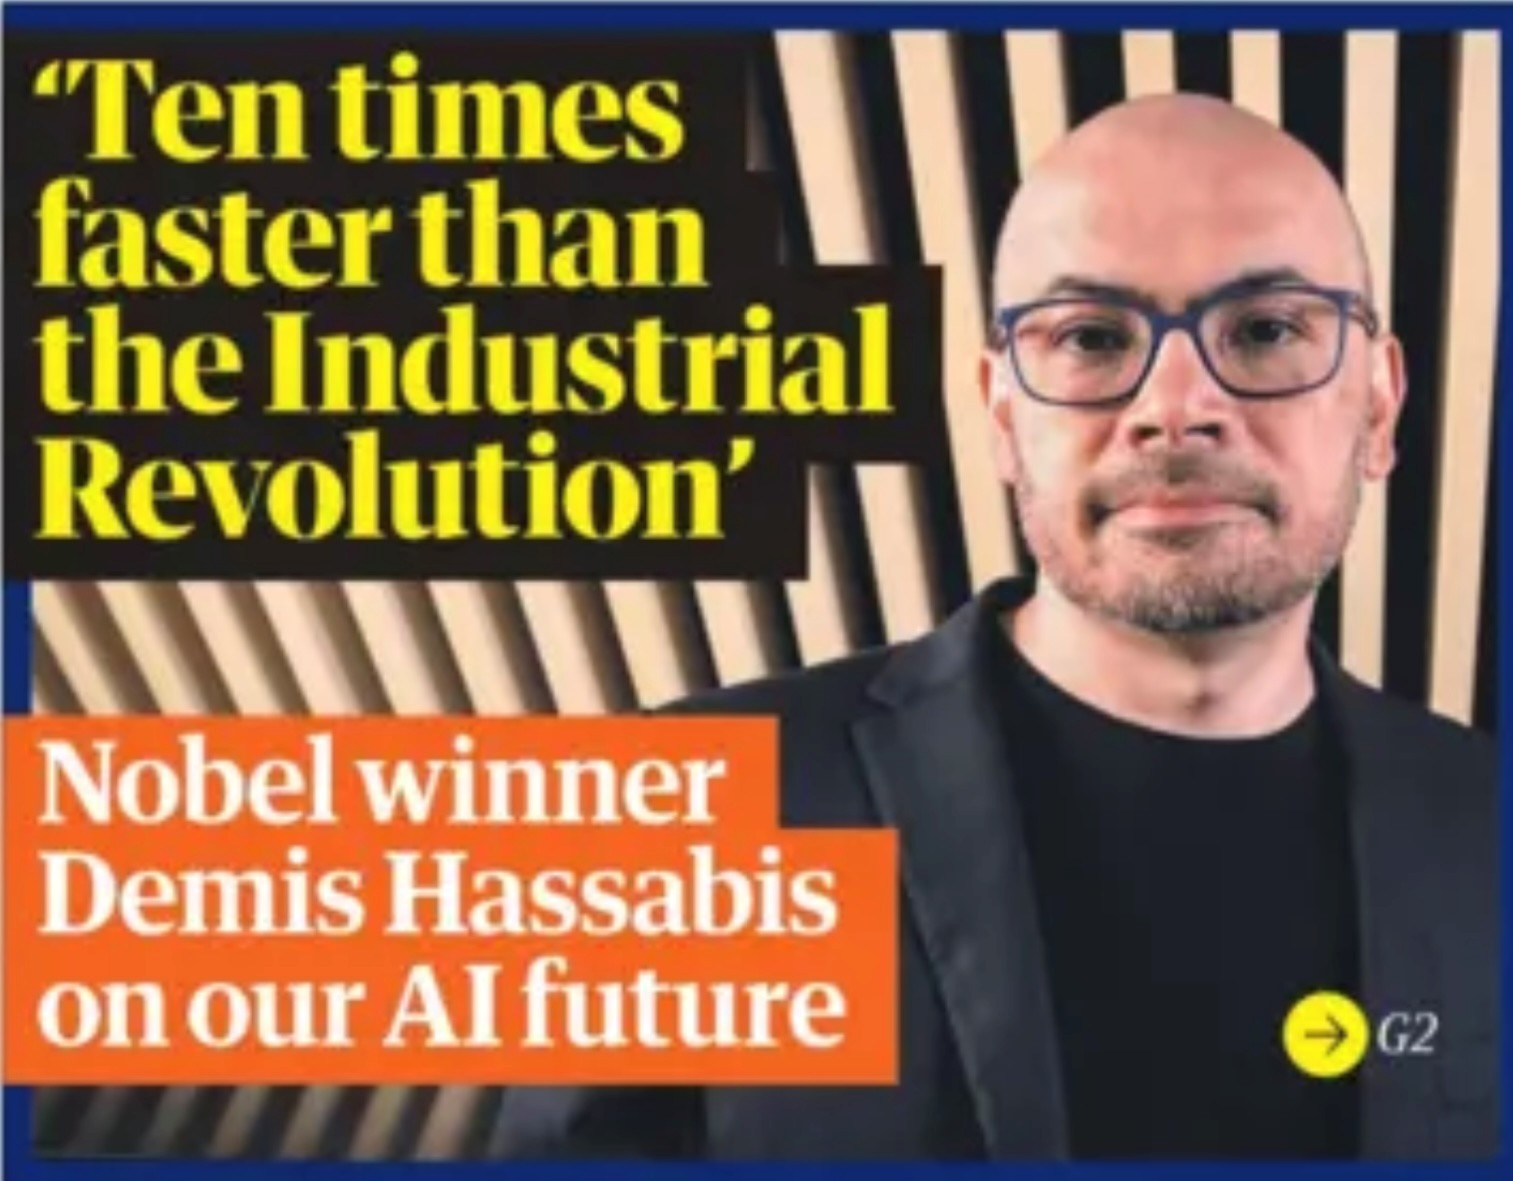 ‘Ten times
faster than
the Industrial
Revolution’
Nobel winner
Demis Hassabis
on our AI future
G2